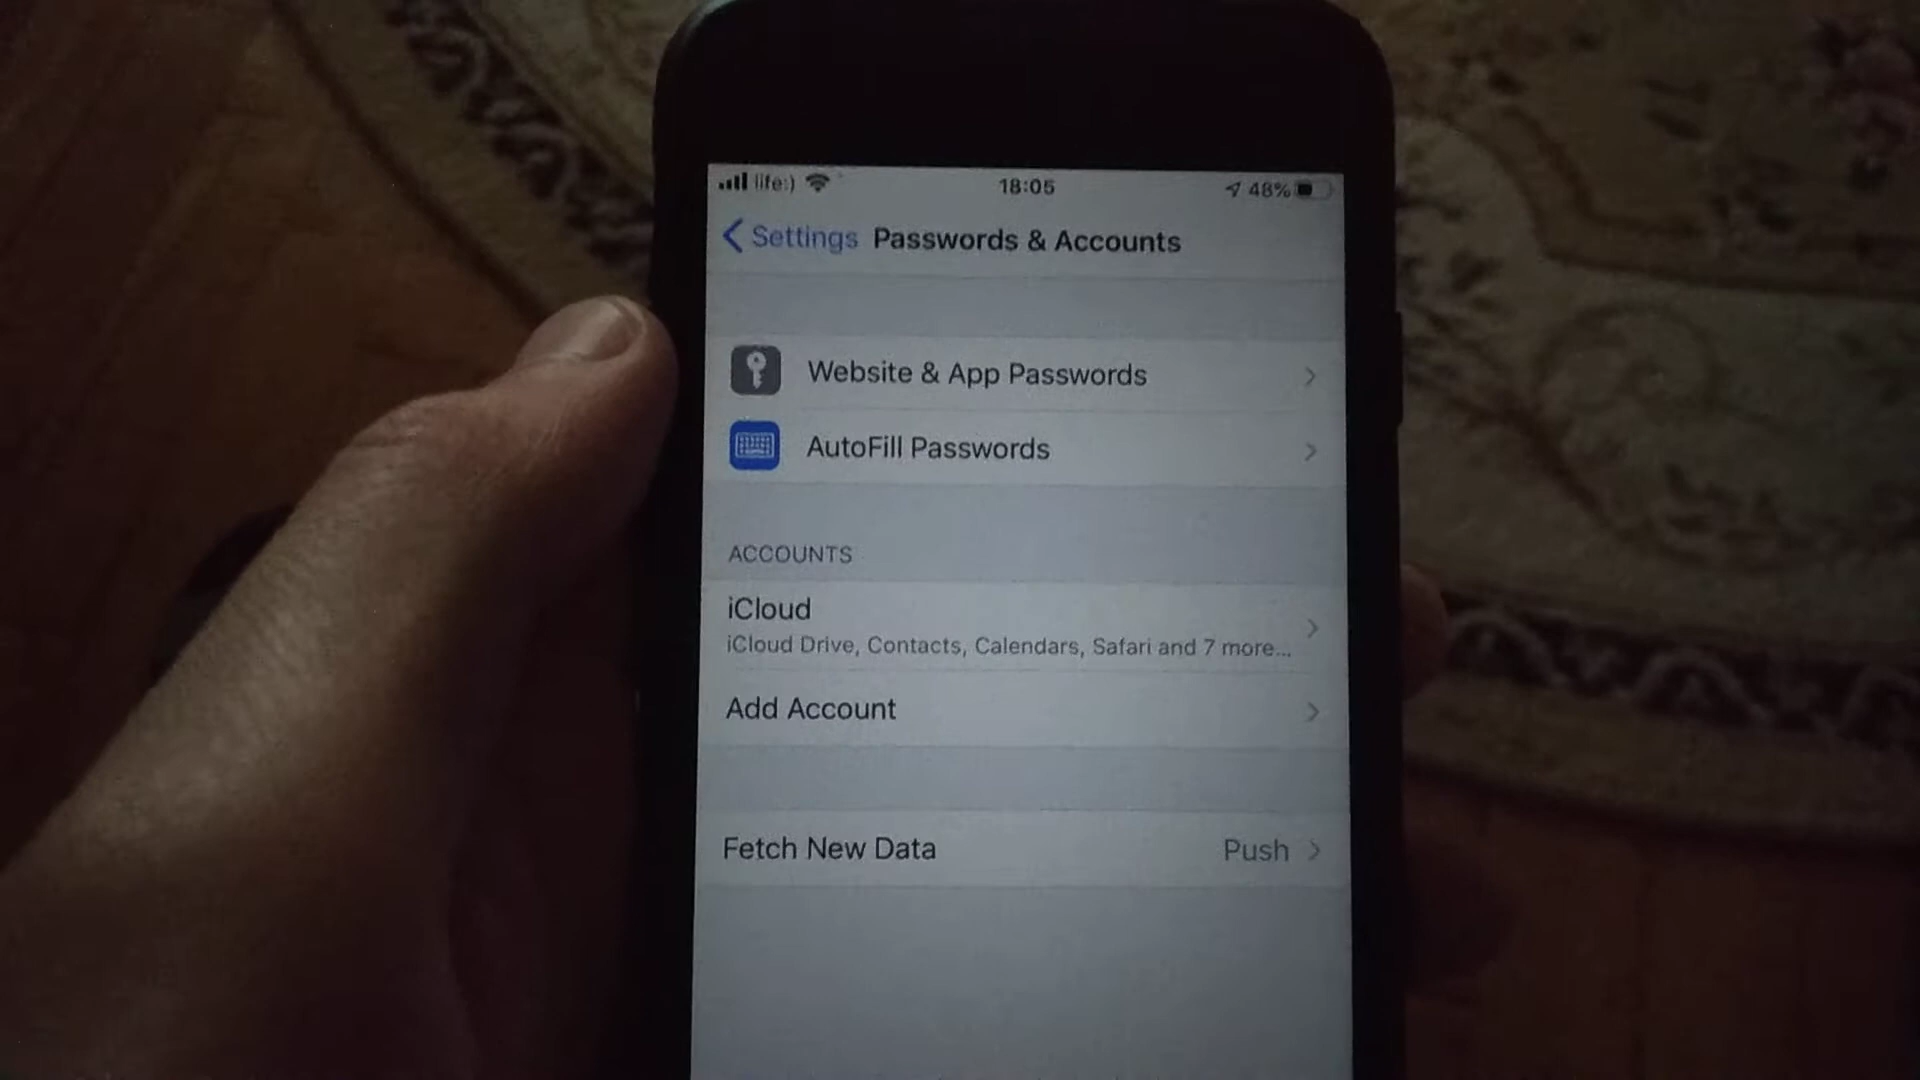 life:) 18:05 48%
Settings Passwords & Accounts
Website & App Passwords
AutoFill Passwords
ACCOUNTS
iCloud
iCloud Drive, Contacts, Calendars, Safari and 7 more...
Add Account
Fetch New Data Push